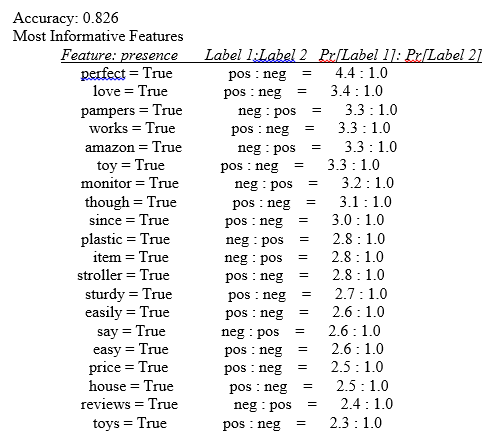 Accuracy: 0.826
Most Informative Features
Feature: presence Label 1:Label 2 Pr[Label 1]: Pr[Label 2]
perfect = True pos : neg = 4.4 : 1.0
love = True pos : neg = 3.4 : 1.0
pampers = True neg : pos = 3.3 : 1.0
works = True pos : neg = 3.3 : 1.0
amazon = True neg : pos = 3.3 : 1.0
toy = True pos : neg = 3.3 : 1.0
monitor = True neg : pos = 3.2 : 1.0
though = True pos : neg = 3.1 : 1.0
since = True pos : neg = 3.0 : 1.0
plastic = True neg : pos = 2.8 : 1.0
item = True neg : pos = 2.8 : 1.0
stroller = True pos : neg = 2.8 : 1.0
sturdy = True pos : neg = 2.7 : 1.0
easily = True pos : neg = 2.6 : 1.0
say = True neg : pos = 2.6 : 1.0
easy = True pos : neg = 2.6 : 1.0
price = True pos : neg = 2.5 : 1.0
house = True pos : neg = 2.5 : 1.0
reviews = True neg : pos = 2.4 : 1.0
toys = True pos : neg = 2.3 : 1.0